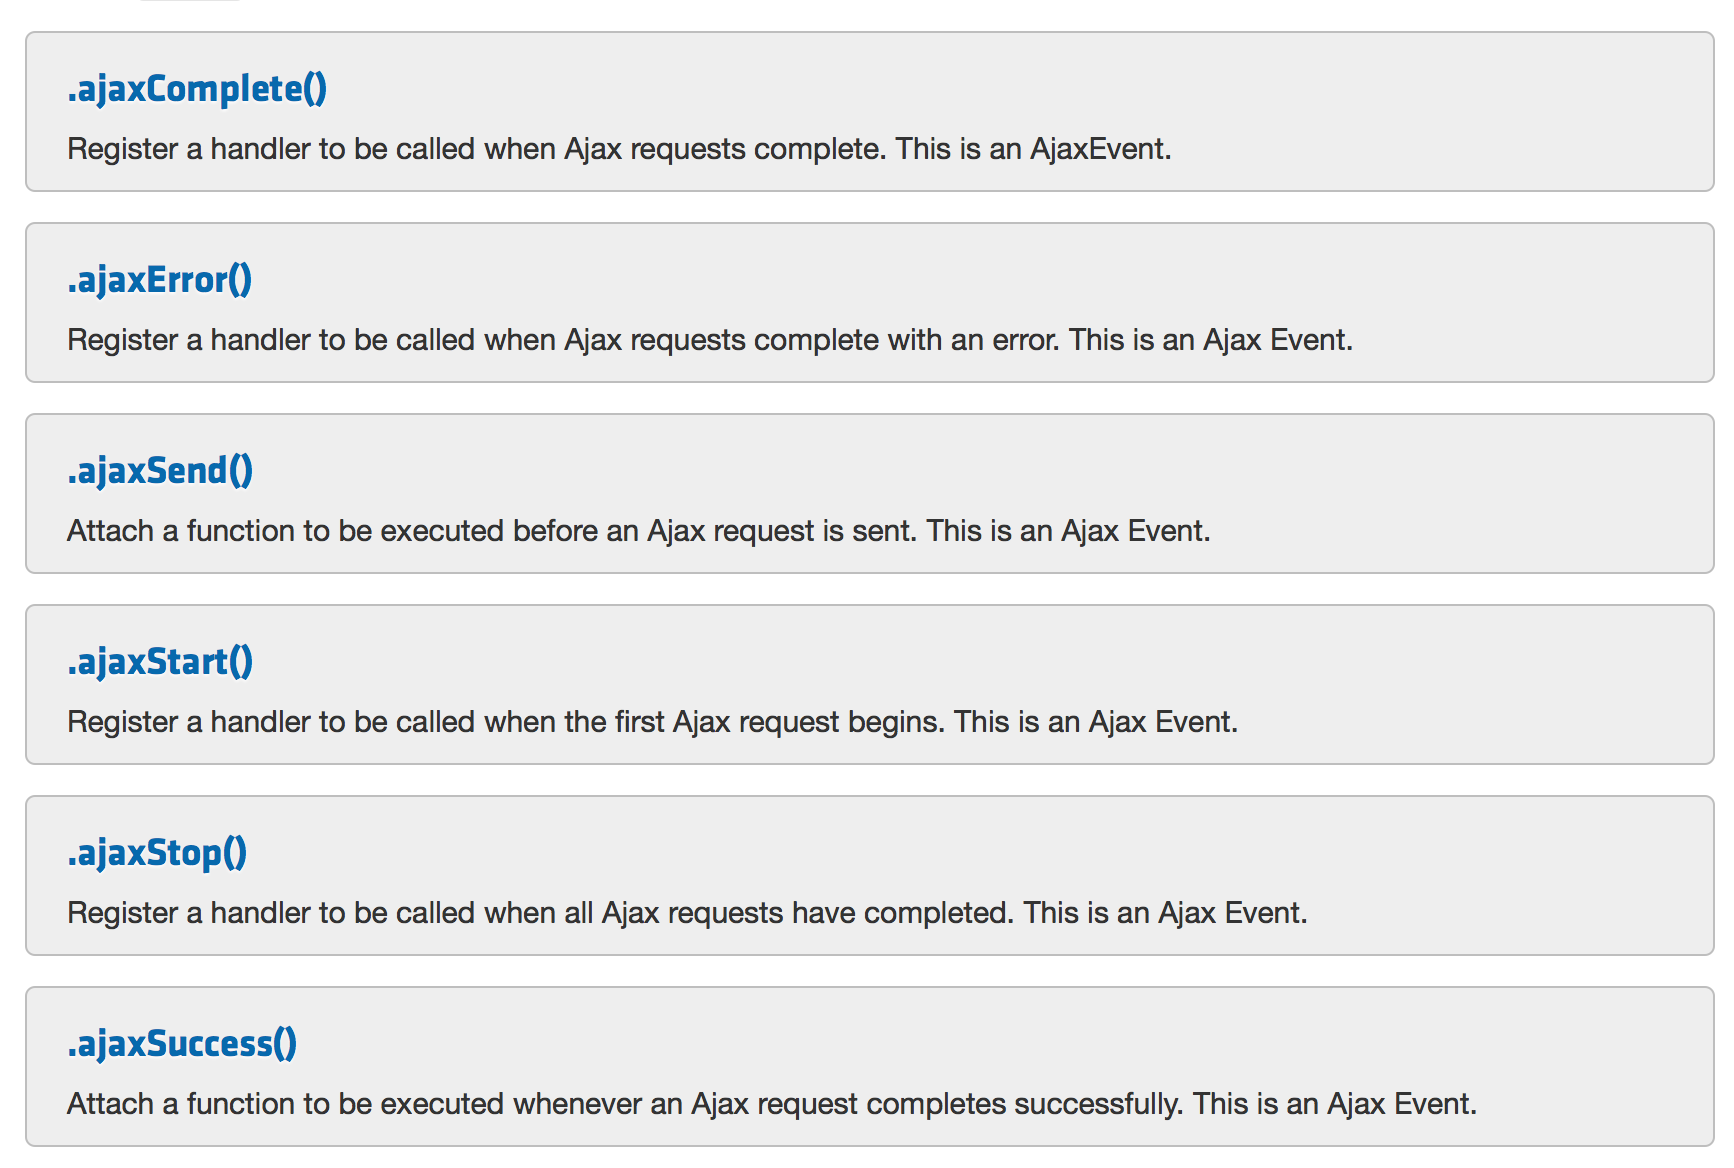 .ajaxComplete()
Register a handler to be called when Ajax requests complete. This is an AjaxEvent.
.ajaxError()
Register a handler to be called when Ajax requests complete with an error. This is an Ajax Event.
.ajaxSend()
Attach a function to be executed before an Ajax request is sent. This is an Ajax Event.
.ajaxStart()
Register a handler to be called when the first Ajax request begins. This is an Ajax Event.
.ajaxStop()
Register a handler to be called when all Ajax requests have completed. This is an Ajax Event.
.ajaxSuccess()
Attach a function to be executed whenever an Ajax request completes successfully. This is an Ajax Event.